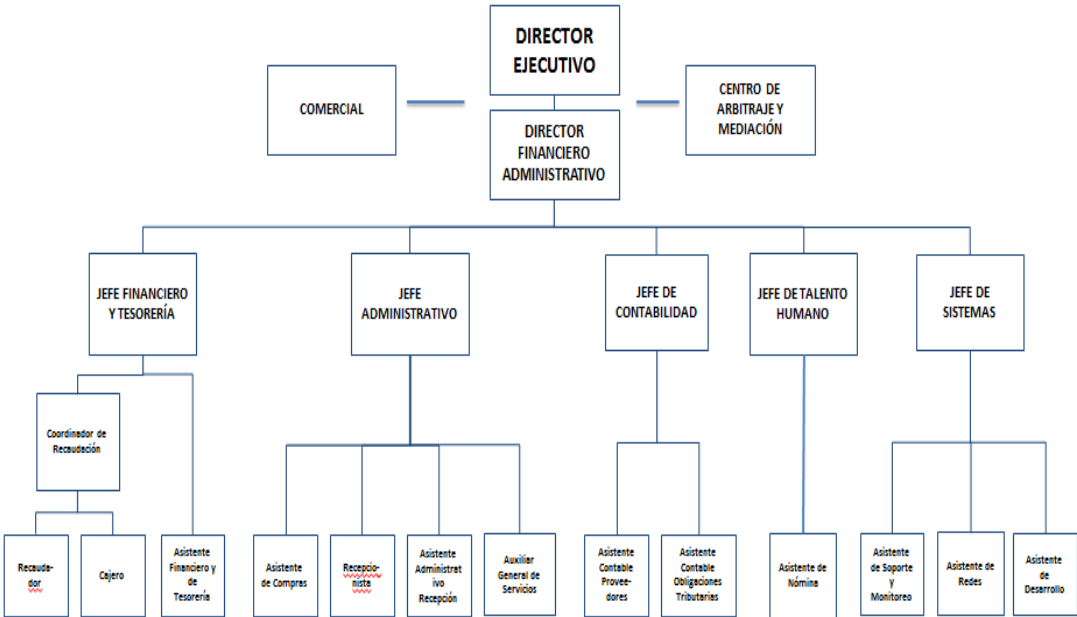 DIRECTOR
EJECUTIVO
COMERCIAL
CENTRO DE
ARBITRAJE Y
MEDIACIÓN
DIRECTOR
FINANCIERO
ADMINISTRATIVO
JEFE FINANCIERO
Y TESORERÍA
JEFE
ADMINISTRATIVO
JEFE DE
CONTABILIDAD
JEFE DE TALENTO
HUMANO
JEFE DE
SISTEMAS
Coordinador de
Recaudación
Recauda-
dor
Cajero
Asistente
Financiero y
de
Tesorería
Asistente
de Compras
Recepcio-
nista
Asistente
Administrat
ivo
Recepción
Auxiliar
General de
Servicios
Asistente
Contable
Provee-
dores
Asistente
Contable
Obligaciones
Tributarias
Asistente de
Nómina
Asistente
de Soporte
y
Monitoreo
Asistente de
Redes
Asistente
de
Desarrollo